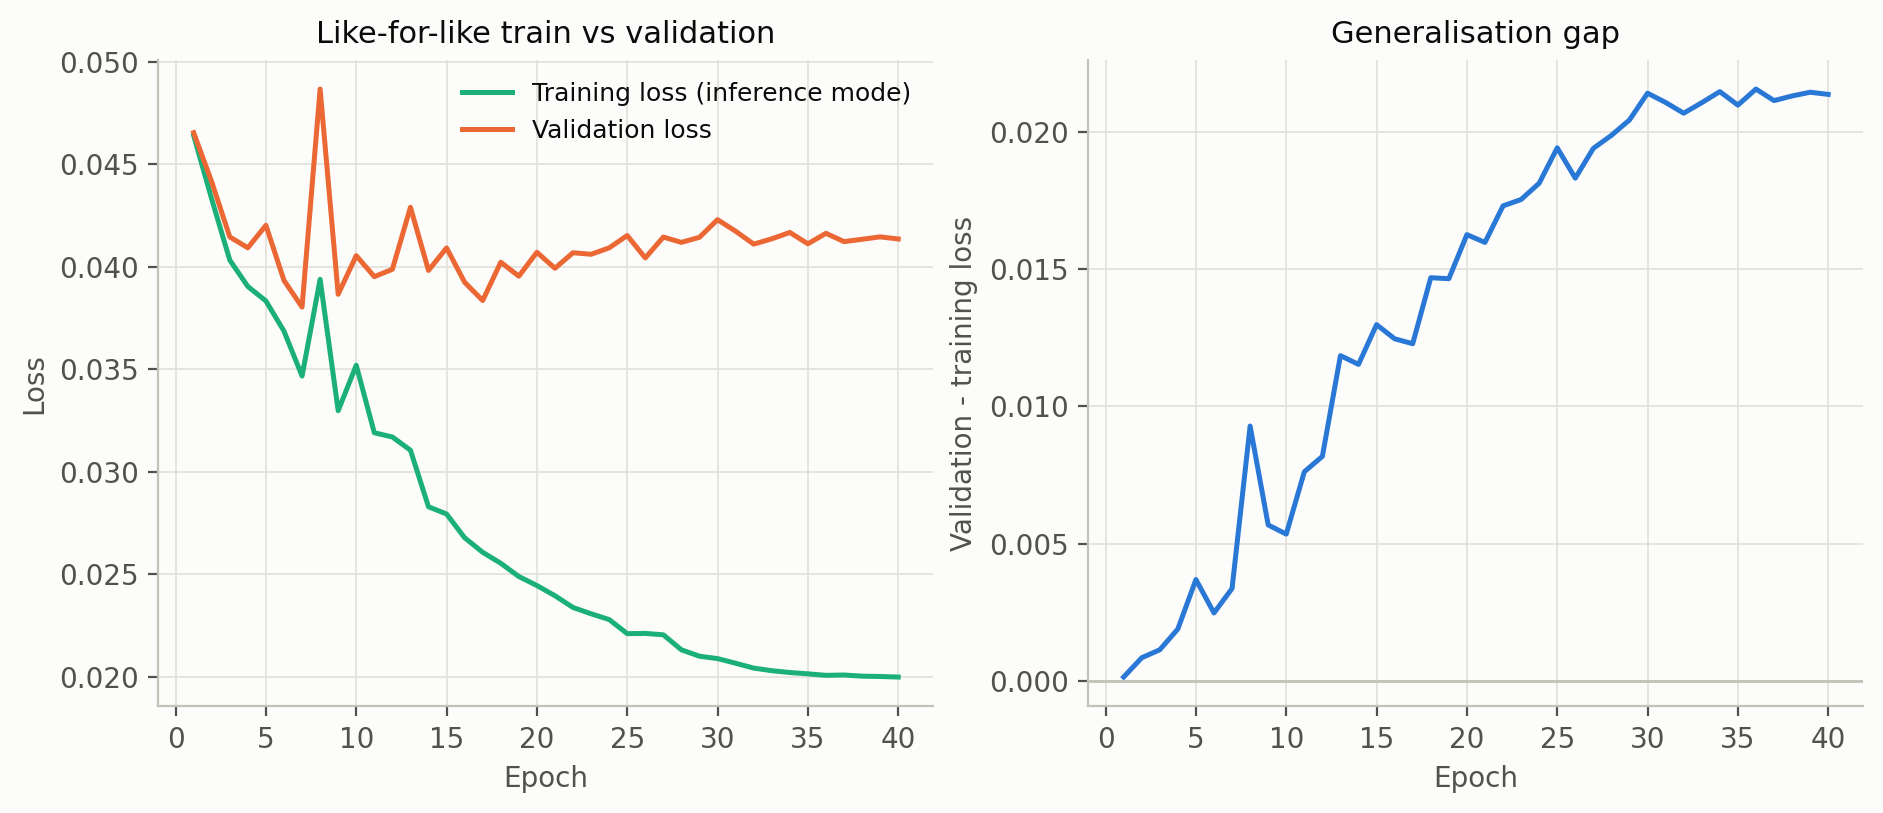 Like-for-like train vs validation
Training loss (inference mode)
Validation loss
Loss
0.050
0.045
0.040
0.035
0.030
0.025
0.020
0 5 10 15 20 25 30 35 40
Epoch
Generalisation gap
Validation - training loss
0.020
0.015
0.010
0.005
0.000
0 5 10 15 20 25 30 35 40
Epoch